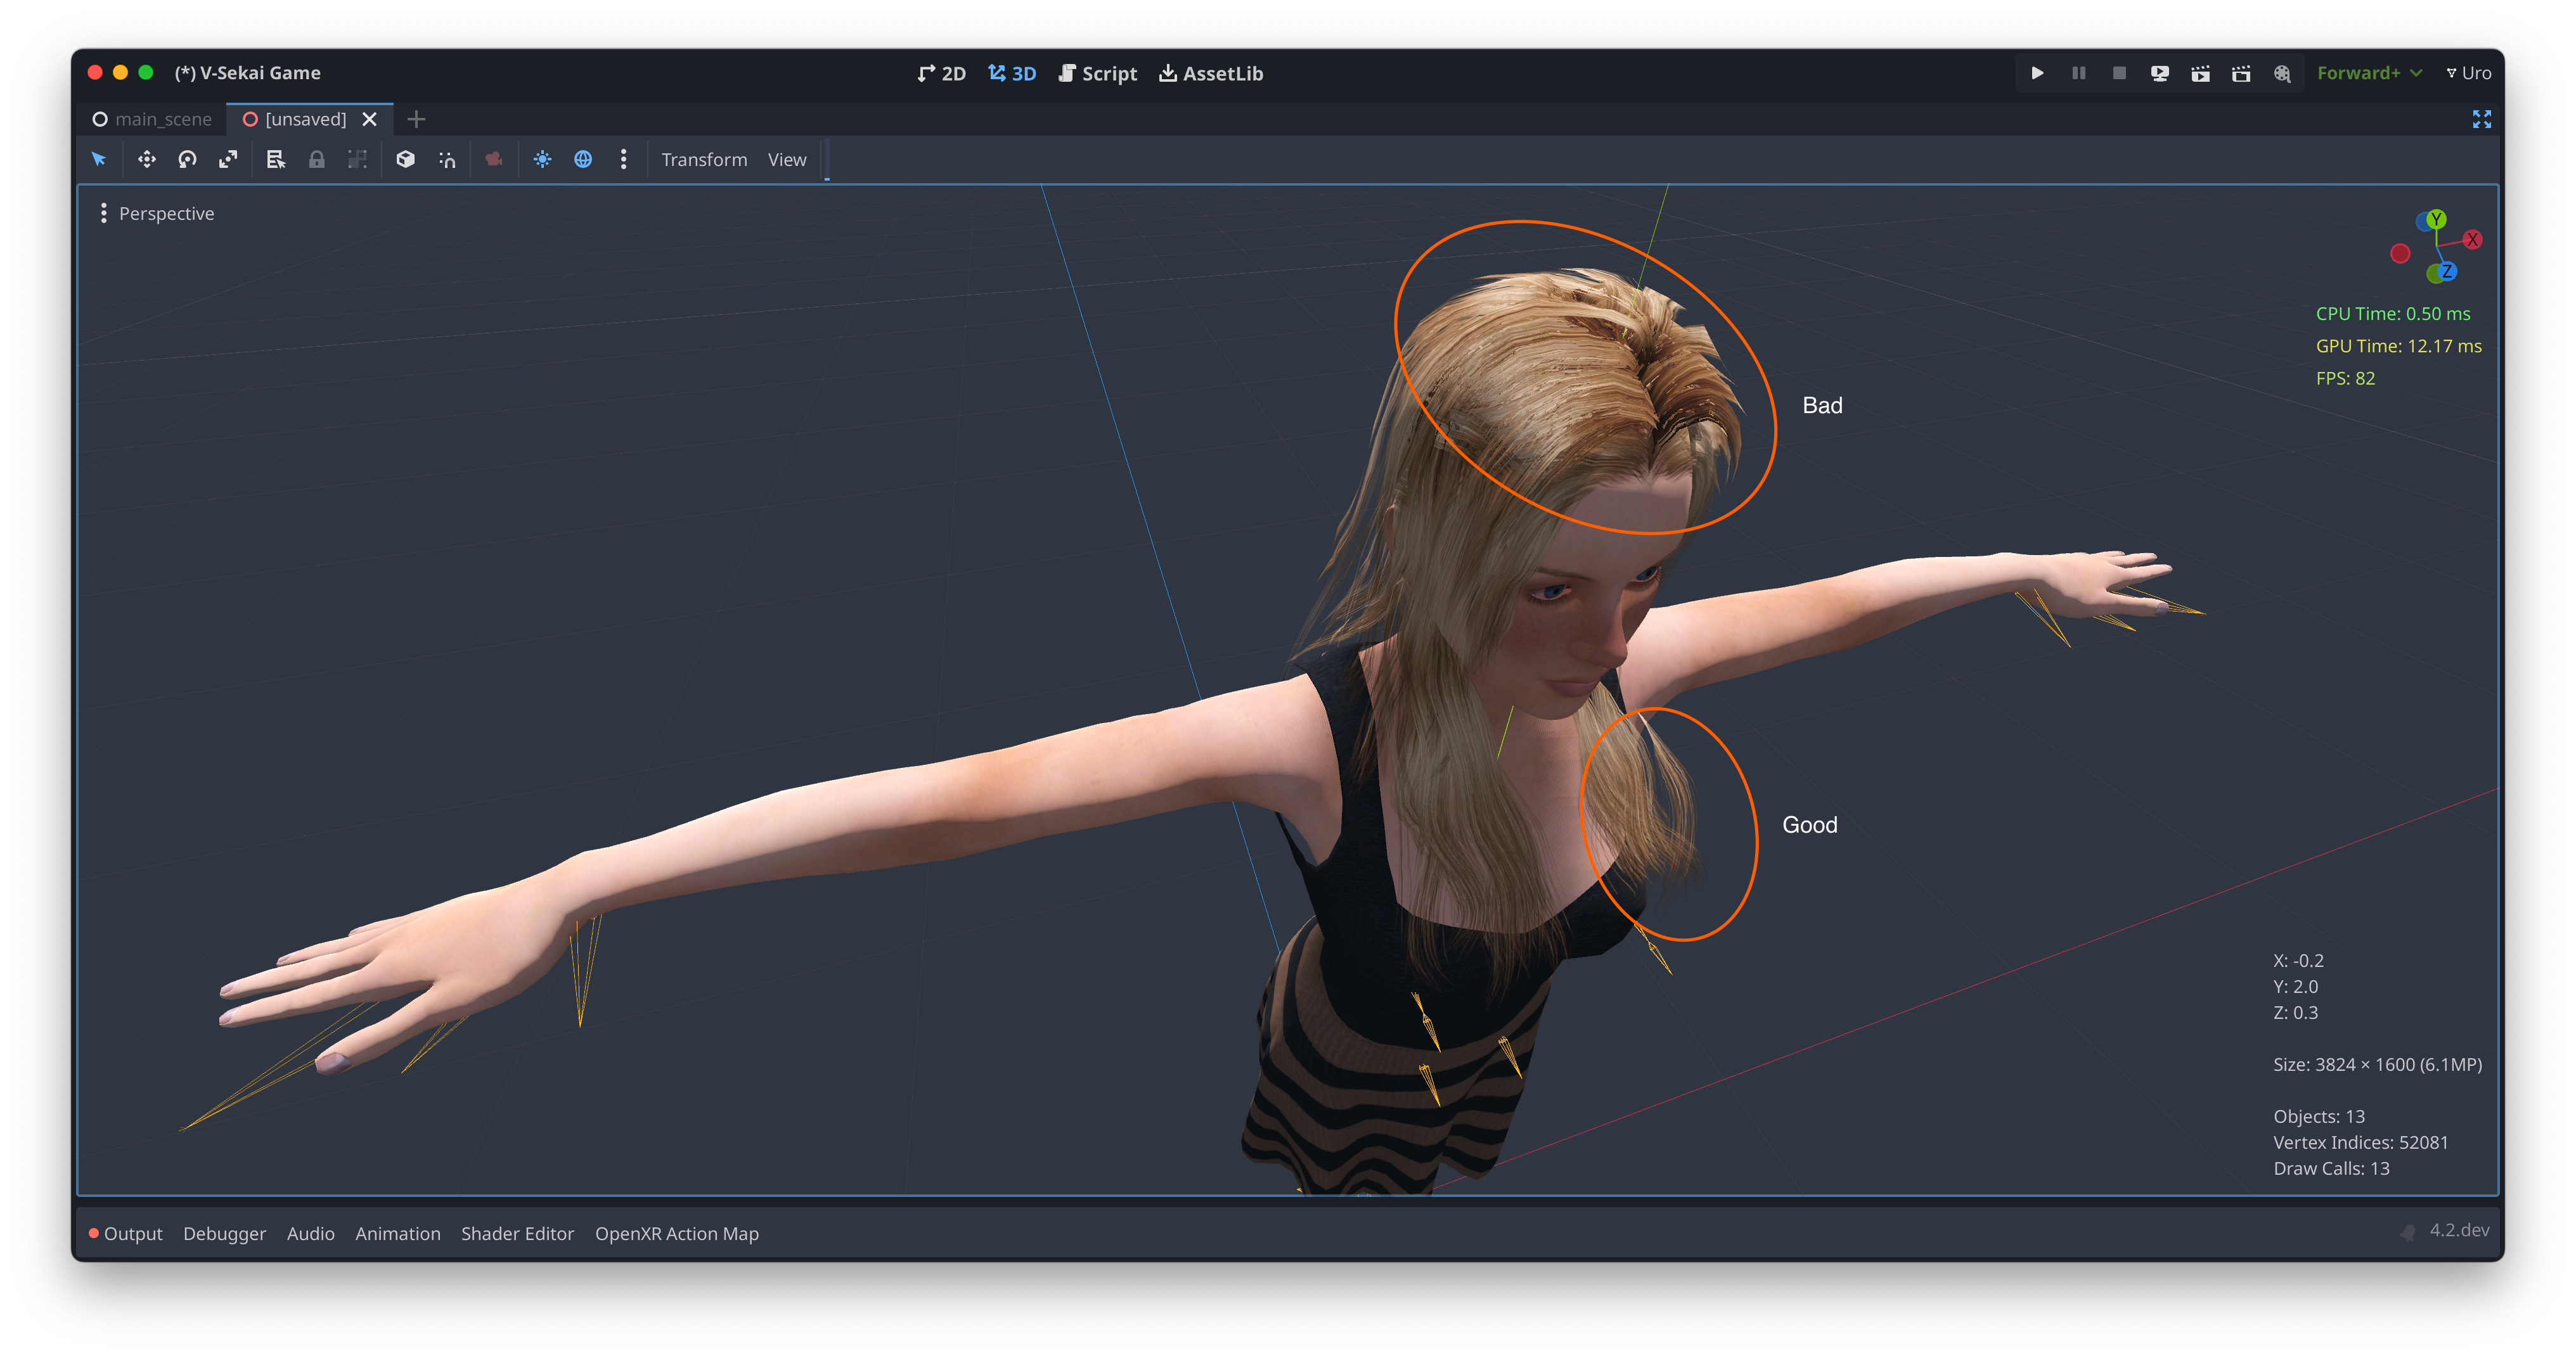 (*) V-Sekai Game
2D 3D Script AssetLib
Forward+ Uro
main_scene [unsaved]
Transform View
Perspective
Y
X
Z
CPU Time: 0.50 ms
GPU Time: 12.17 ms
FPS: 82
Bad
Good
X: -0.2
Y: 2.0
Z: 0.3
Size: 3824 × 1600 (6.1MP)
Objects: 13
Vertex Indices: 52081
Draw Calls: 13
Output Debugger Audio Animation Shader Editor OpenXR Action Map
4.2.dev